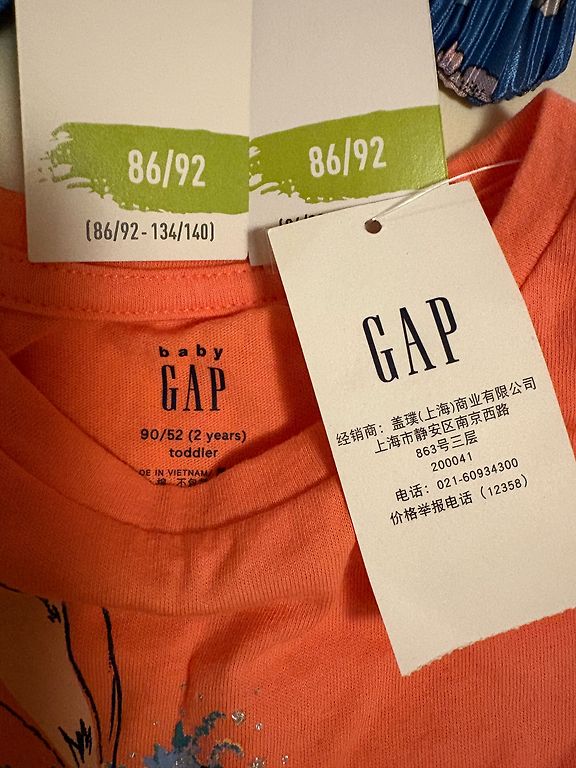 86/92
(86/92-134/140)
86/92
baby
GAP
90/52 (2 years)
toddler
DE IN VIETNAM
GAP
经销商：盖璞(上海)商业有限公司
上海市静安区南京西路
863号三层
200041
电话：021-60934300
价格举报电话（12358）